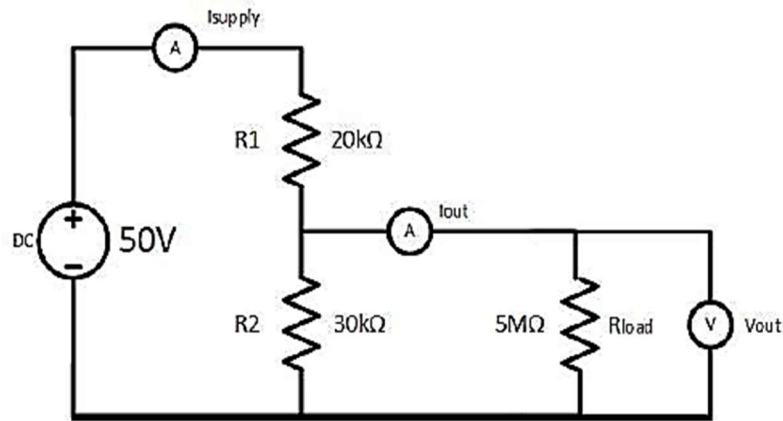 Isupply
A
R1 20kΩ
Iout
A
DC + 50V
−
R2 30kΩ
5MΩ Rload
V Vout